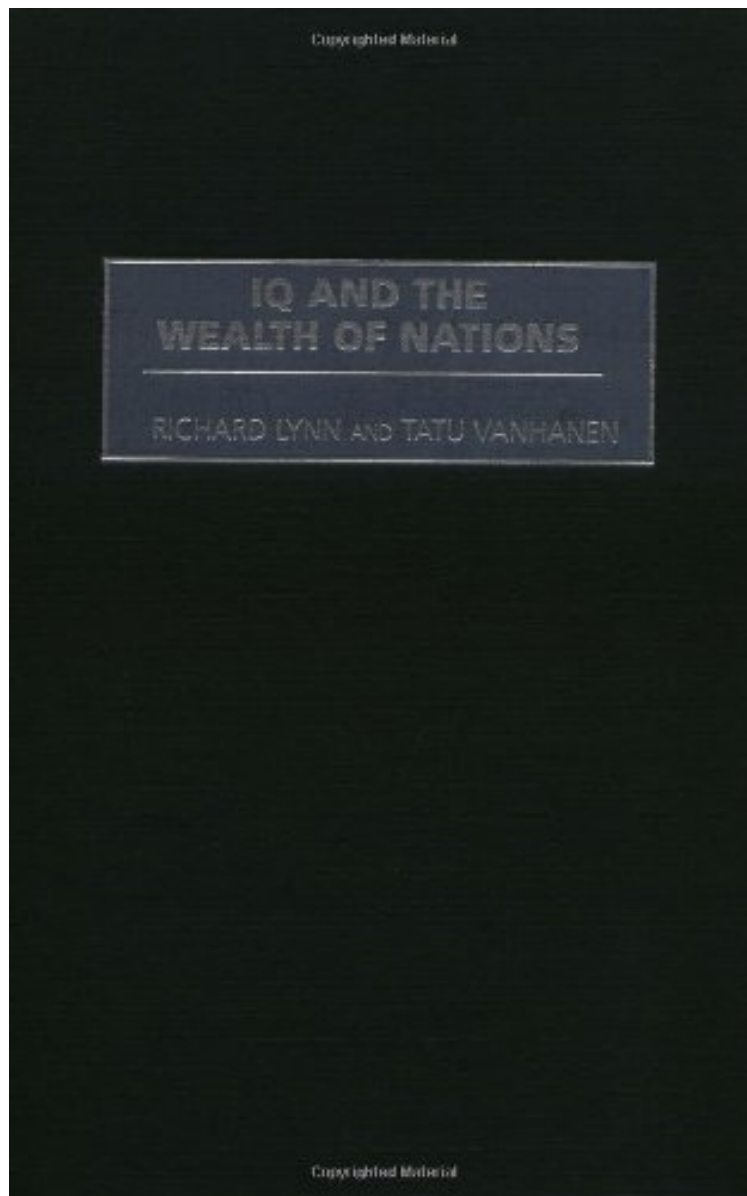 Copyrighted Material
IQ AND THE
WEALTH OF NATIONS
RICHARD LYNN AND TATU VANHANEN
Copyrighted Material